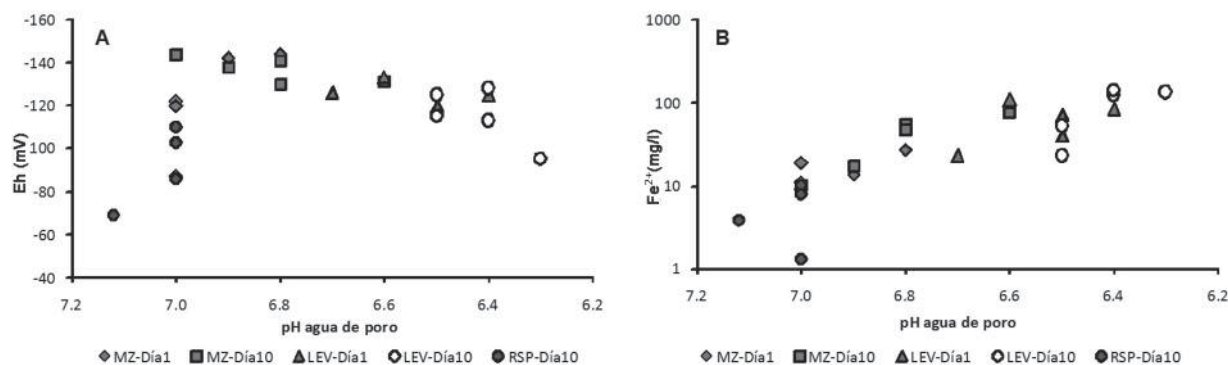 A
Eh (mV)
-160
-140
-120
-100
-80
-60
-40
7.2 7.0 6.8 6.6 6.4 6.2
pH agua de poro
MZ-Día1 MZ-Día10 LEV-Día1 LEV-Día10 RSP-Día10
B
Fe²⁺(mg/l)
1000
100
10
1
7.2 7.0 6.8 6.6 6.4 6.2
pH agua de poro
MZ-Día1 MZ-Día10 LEV-Día1 LEV-Día10 RSP-Día10